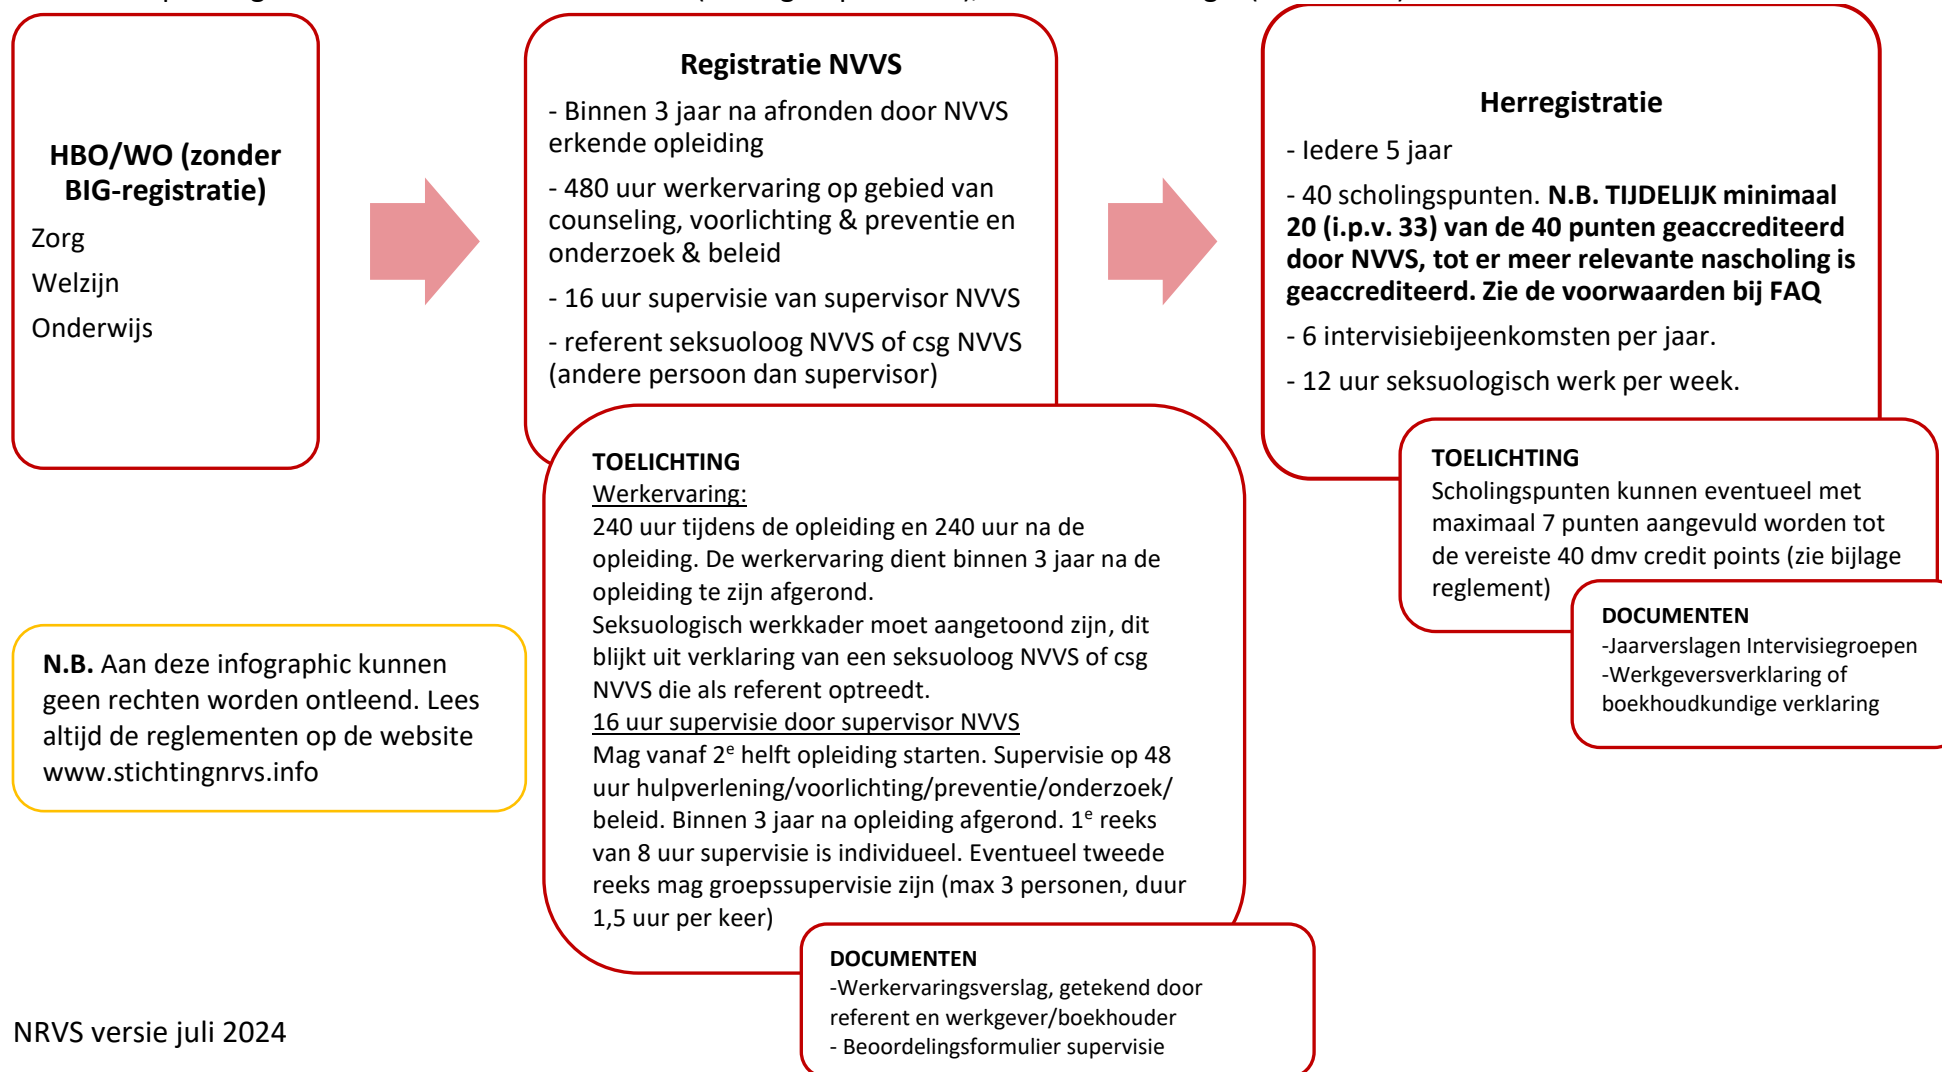 HBO/WO (zonder
BIG-registratie)
Zorg
Welzijn
Onderwijs
Registratie NVVS
- Binnen 3 jaar na afronden door NVVS
erkende opleiding
- 480 uur werkervaring op gebied van
counseling, voorlichting & preventie en
onderzoek & beleid
- 16 uur supervisie van supervisor NVVS
- referent seksuoloog NVVS of csg NVVS
(andere persoon dan supervisor)
TOELICHTING
Werkervaring:
240 uur tijdens de opleiding en 240 uur na de
opleiding. De werkervaring dient binnen 3 jaar na de
opleiding te zijn afgerond.
Seksuologisch werkkader moet aangetoond zijn, dit
blijkt uit verklaring van een seksuoloog NVVS of csg
NVVS die als referent optreedt.
16 uur supervisie door supervisor NVVS
Mag vanaf 2e helft opleiding starten. Supervisie op 48
uur hulpverlening/voorlichting/preventie/onderzoek/
beleid. Binnen 3 jaar na opleiding afgerond. 1e reeks
van 8 uur supervisie is individueel. Eventueel tweede
reeks mag groepssupervisie zijn (max 3 personen, duur
1,5 uur per keer)
DOCUMENTEN
-Werkervaringsverslag, getekend door
referent en werkgever/boekhouder
- Beoordelingsformulier supervisie
Herregistratie
- Iedere 5 jaar
- 40 scholingspunten. N.B. TIJDELIJK minimaal
20 (i.p.v. 33) van de 40 punten geaccrediteerd
door NVVS, tot er meer relevante nascholing is
geaccrediteerd. Zie de voorwaarden bij FAQ
- 6 intervisiebijeenkomsten per jaar.
- 12 uur seksuologisch werk per week.
TOELICHTING
Scholingspunten kunnen eventueel met
maximaal 7 punten aangevuld worden tot
de vereiste 40 dmv credit points (zie bijlage
reglement)
DOCUMENTEN
-Jaarverslagen Intervisiegroepen
-Werkgeversverklaring of
boekhoudkundige verklaring
N.B. Aan deze infographic kunnen
geen rechten worden ontleend. Lees
altijd de reglementen op de website
www.stichtingnrvs.info
NRVS versie juli 2024